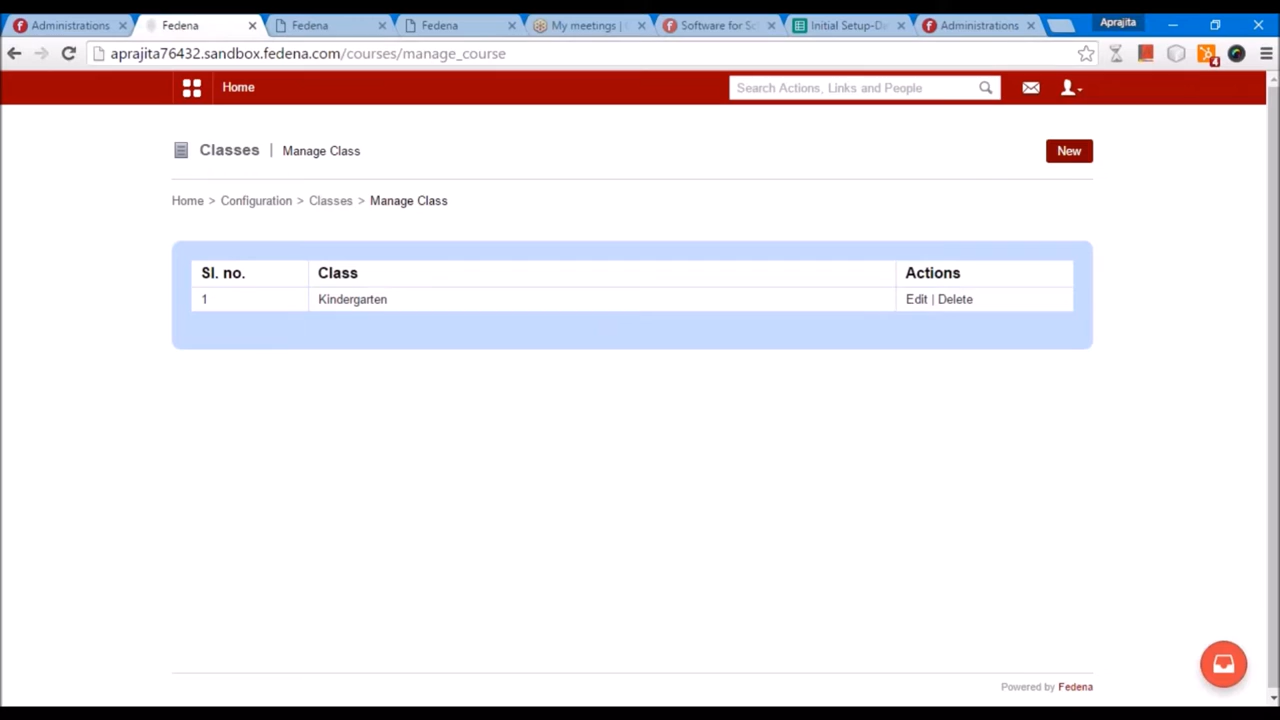 Administrations
Fedena
Fedena
Fedena
My meetings |
Software for Sc
Initial Setup-De
Administrations
Aprajita
aprajita76432.sandbox.fedena.com/courses/manage_course
4
Home
Search Actions, Links and People
Classes | Manage Class
New
Home > Configuration > Classes > Manage Class
Sl. no. Class Actions
1 Kindergarten Edit | Delete
Powered by Fedena